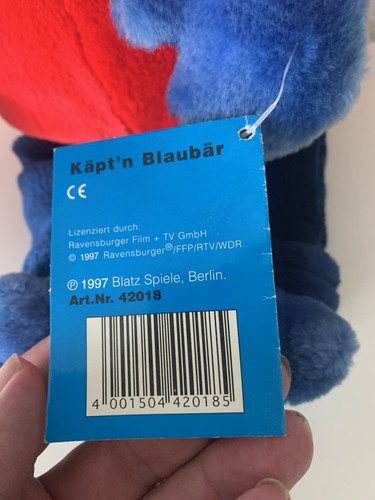 Käpt'n Blaubär
CE
Lizenziert durch:
Ravensburger Film + TV GmbH
© 1997 Ravensburger®/FFP/RTV/WDR.
℗ 1997 Blatz Spiele, Berlin.
Art.Nr. 42018
4 001504 420185